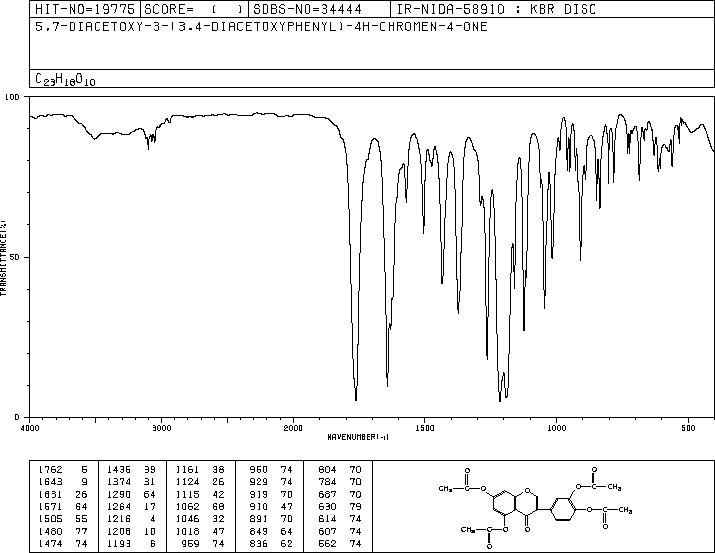 HIT-NO=19775 SCORE= ( ) SDBS-NO=34444 IR-NIDA-58910 : KBR DISC
5.7-DIACETOXY-3-(3.4-DIACETOXYPHENYL)-4H-CHROMEN-4-ONE
C23H18O10
100
50
0
TRANSMITTANCE(%)
4000 3000 2000 1500 1000 500
WAVENUMBER(-1)
1762 5 1436 39 1161 38 960 74 804 70
1643 9 1374 31 1124 26 929 74 784 70
1631 26 1290 64 1115 42 919 70 687 70
1571 64 1264 17 1062 68 910 47 630 79
1505 55 1216 4 1046 32 891 70 614 74
1480 77 1208 10 1018 47 849 64 607 74
1474 74 1193 6 969 74 836 62 562 74
O O
CH3 C O O O C CH3
O C CH3
CH3 C O O O
O